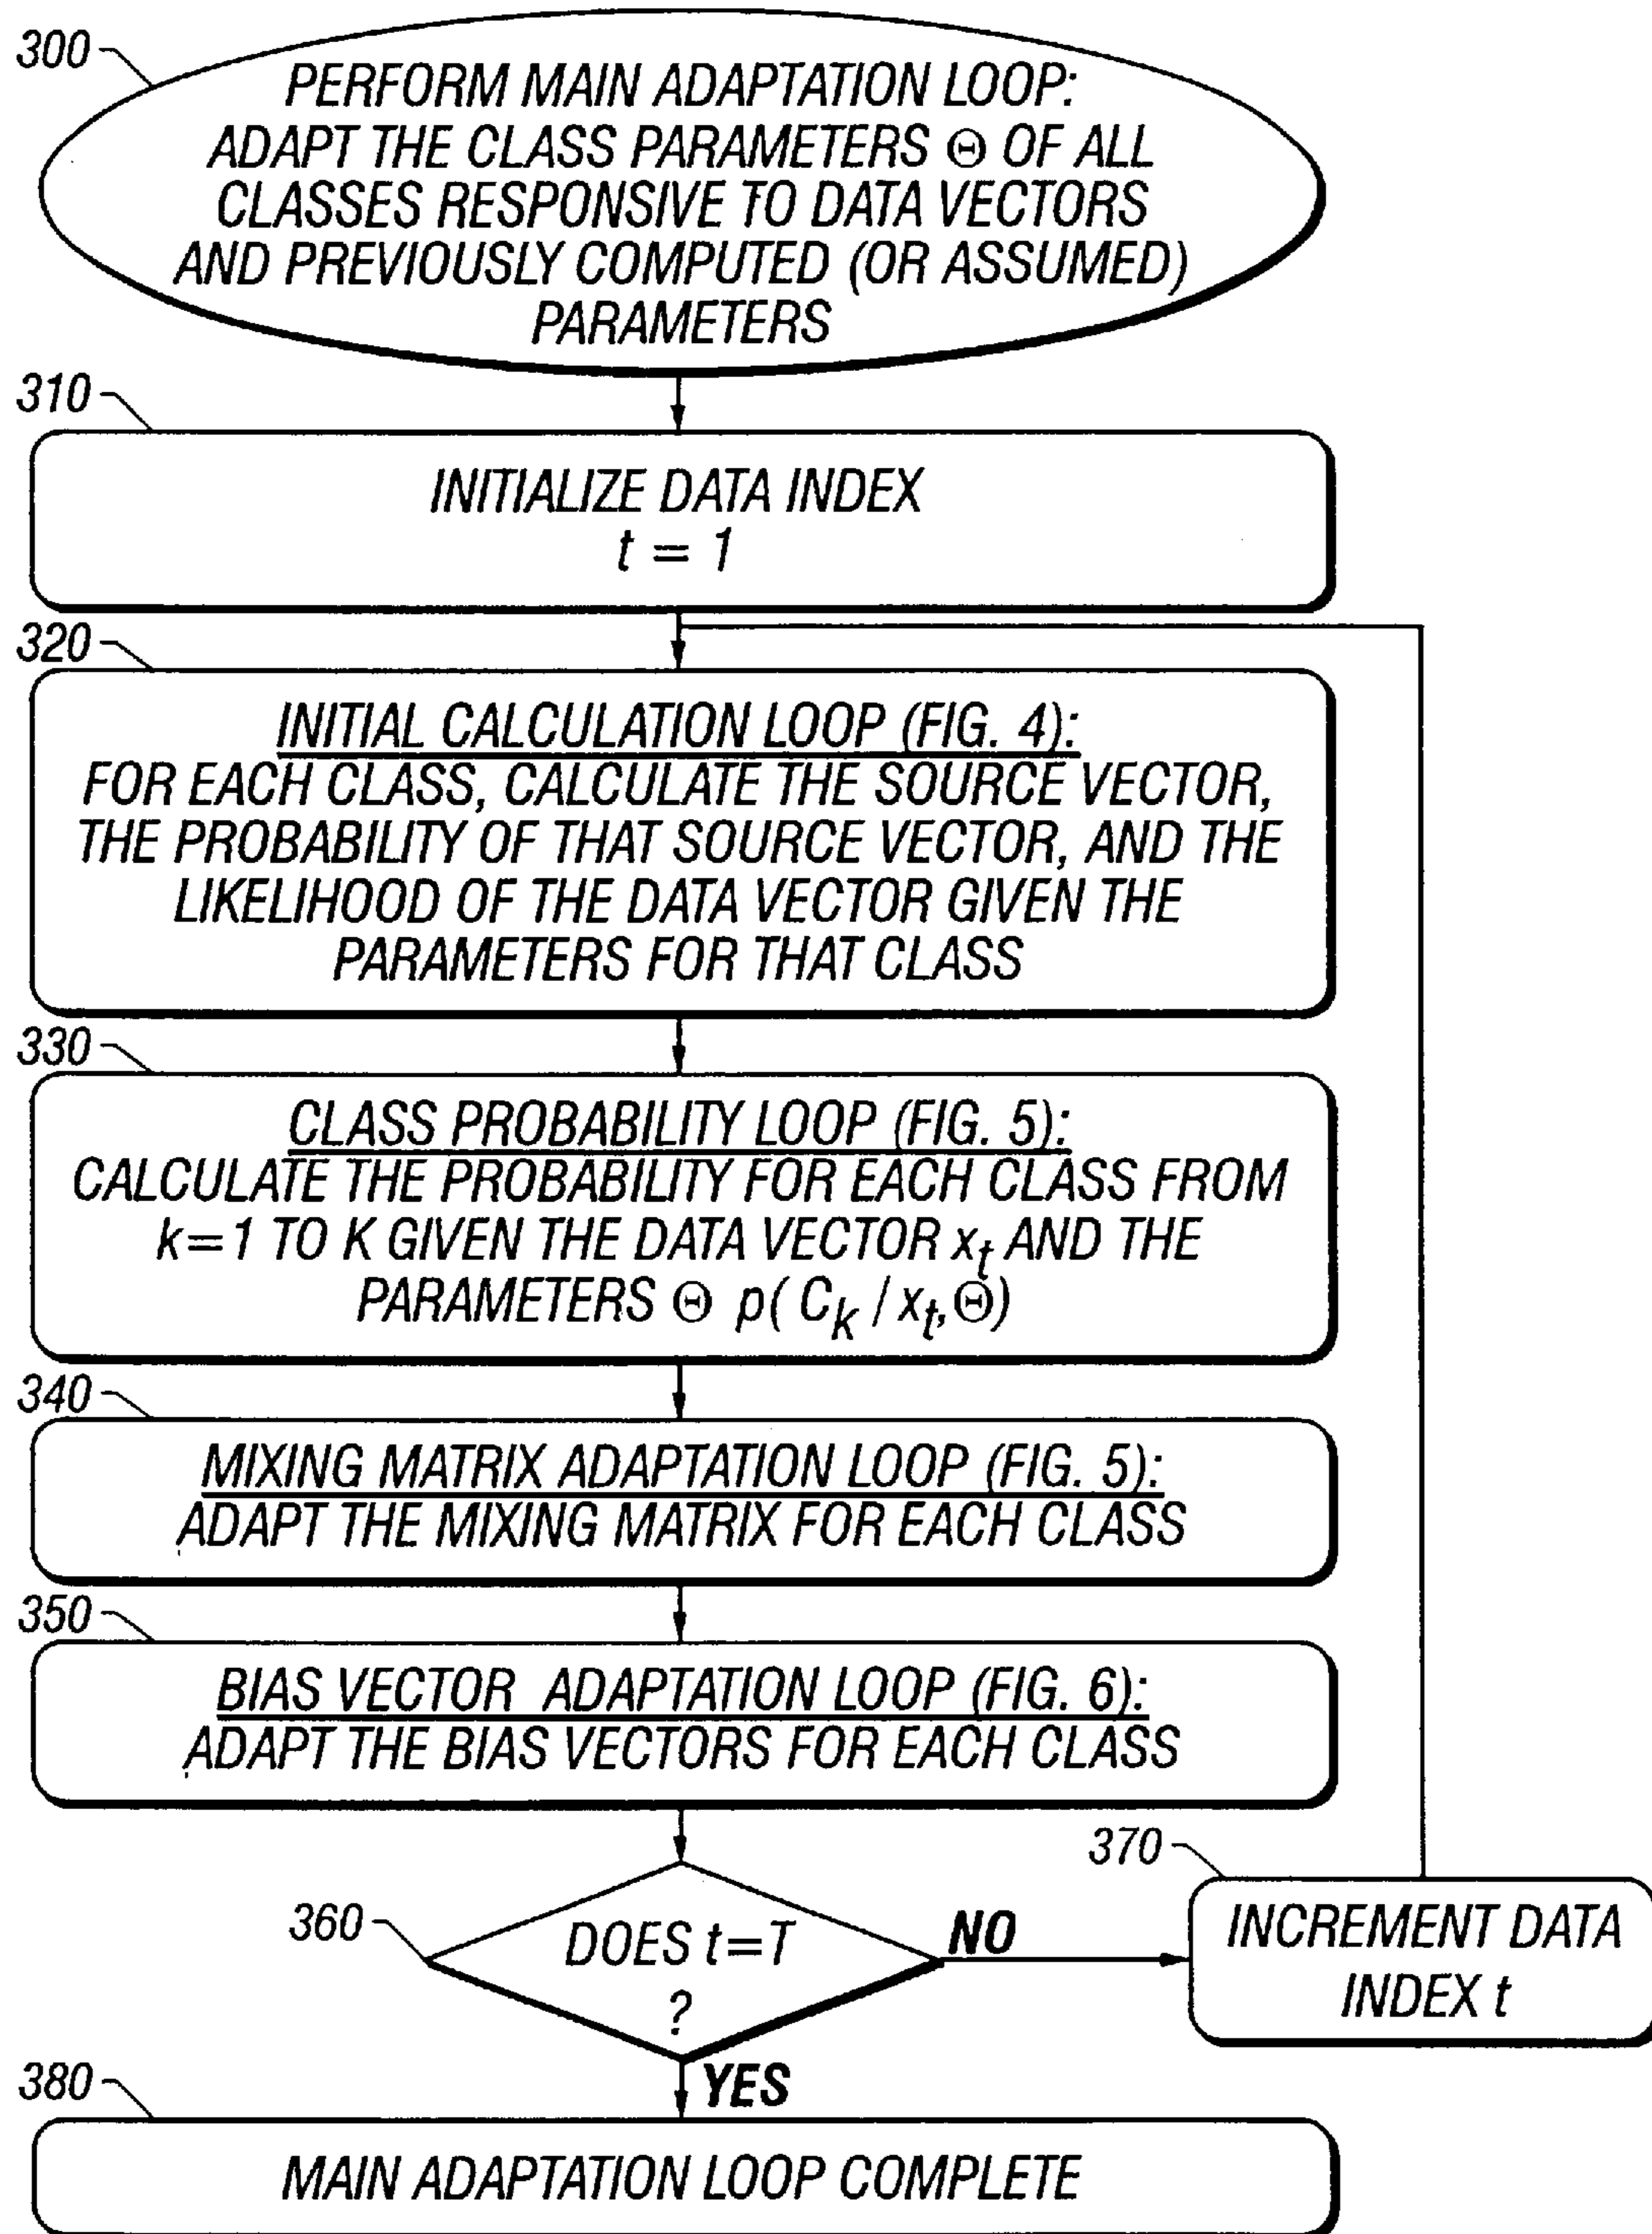 300
PERFORM MAIN ADAPTATION LOOP:
ADAPT THE CLASS PARAMETERS Θ OF ALL
CLASSES RESPONSIVE TO DATA VECTORS
AND PREVIOUSLY COMPUTED (OR ASSUMED)
PARAMETERS
310
INITIALIZE DATA INDEX
t = 1
320
INITIAL CALCULATION LOOP (FIG. 4):
FOR EACH CLASS, CALCULATE THE SOURCE VECTOR,
THE PROBABILITY OF THAT SOURCE VECTOR, AND THE
LIKELIHOOD OF THE DATA VECTOR GIVEN THE
PARAMETERS FOR THAT CLASS
330
CLASS PROBABILITY LOOP (FIG. 5):
CALCULATE THE PROBABILITY FOR EACH CLASS FROM
k=1 TO K GIVEN THE DATA VECTOR x_t AND THE
PARAMETERS Θ p( C_k / x_t, Θ)
340
MIXING MATRIX ADAPTATION LOOP (FIG. 5):
ADAPT THE MIXING MATRIX FOR EACH CLASS
350
BIAS VECTOR ADAPTATION LOOP (FIG. 6):
ADAPT THE BIAS VECTORS FOR EACH CLASS
360
DOES t=T
?
NO
370
INCREMENT DATA
INDEX t
YES
380
MAIN ADAPTATION LOOP COMPLETE